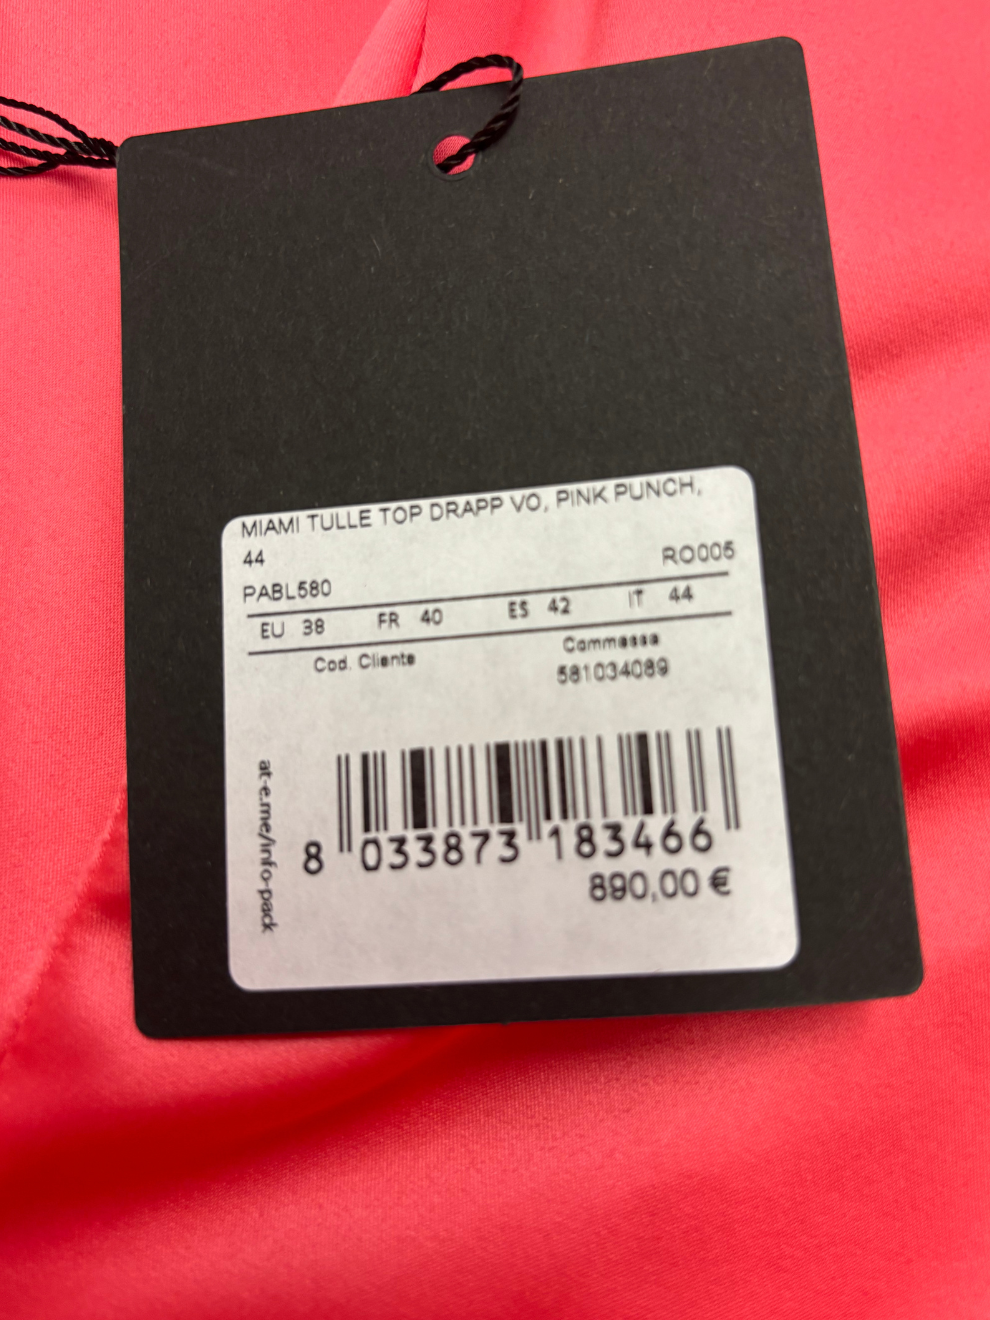 MIAMI TULLE TOP DRAPP VO, PINK PUNCH,
44 RO005
PABL580
EU 38 FR 40 ES 42 IT 44
Cod. Cliente Commessa
581034089
at-e.me/info-pack
8 033873 183466
890,00 €